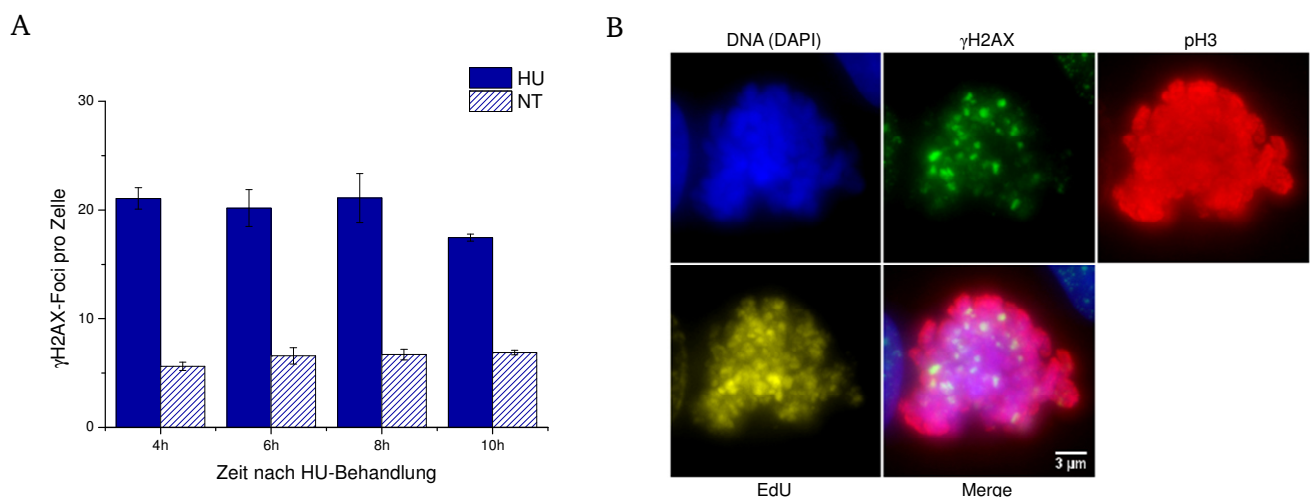 A
HU
NT
30
20
10
0
γH2AX-Foci pro Zelle
4h
6h
8h
10h
Zeit nach HU-Behandlung
B
DNA (DAPI)
γH2AX
pH3
3 µm
EdU
Merge